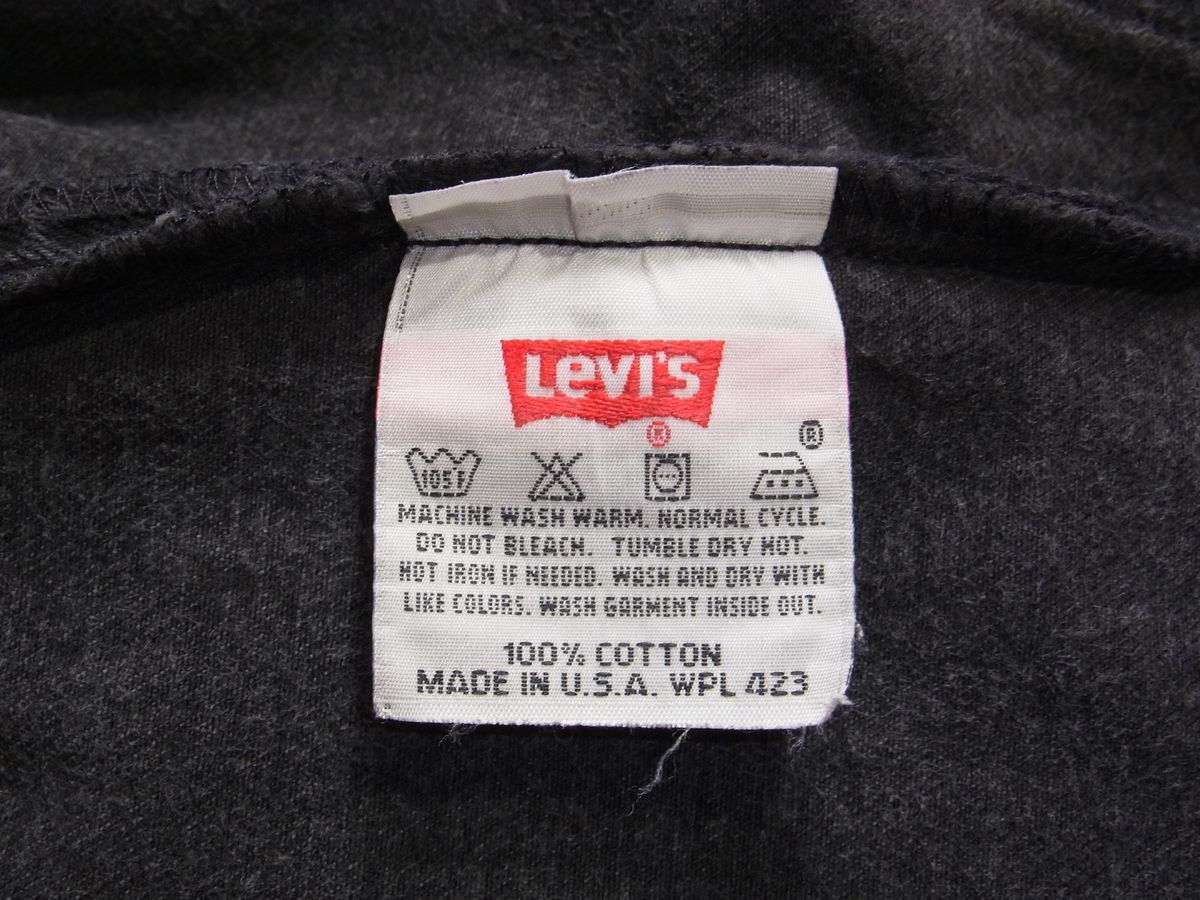 Levi's
®
®
105F
MACHINE WASH WARM. NORMAL CYCLE.
DO NOT BLEACH. TUMBLE DRY HOT.
HOT IRON IF NEEDED. WASH AND DRY WITH
LIKE COLORS. WASH GARMENT INSIDE OUT.
100% COTTON
MADE IN U.S.A. WPL 423